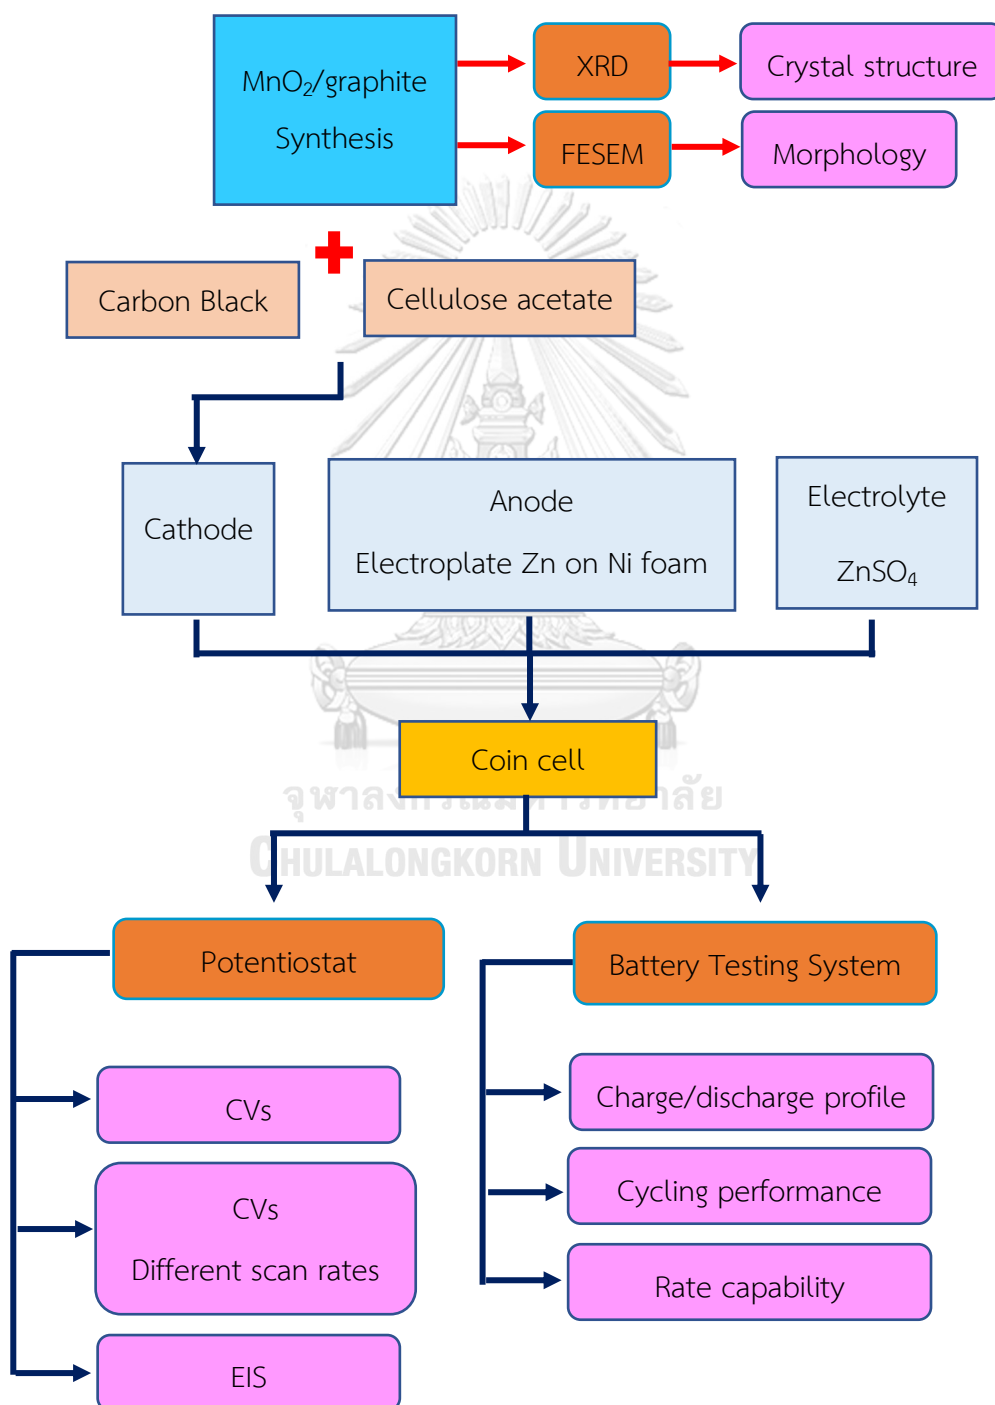 MnO₂/graphite
Synthesis
XRD
Crystal structure
FESEM
Morphology
Carbon Black
Cellulose acetate
Cathode
Anode
Electroplate Zn on Ni foam
Electrolyte
ZnSO₄
Coin cell
จุฬาลงกรณ์มหาวิทยาลัย
CHULALONGKORN UNIVERSITY
Potentiostat
Battery Testing System
CVs
Charge/discharge profile
CVs
Different scan rates
Cycling performance
Rate capability
EIS